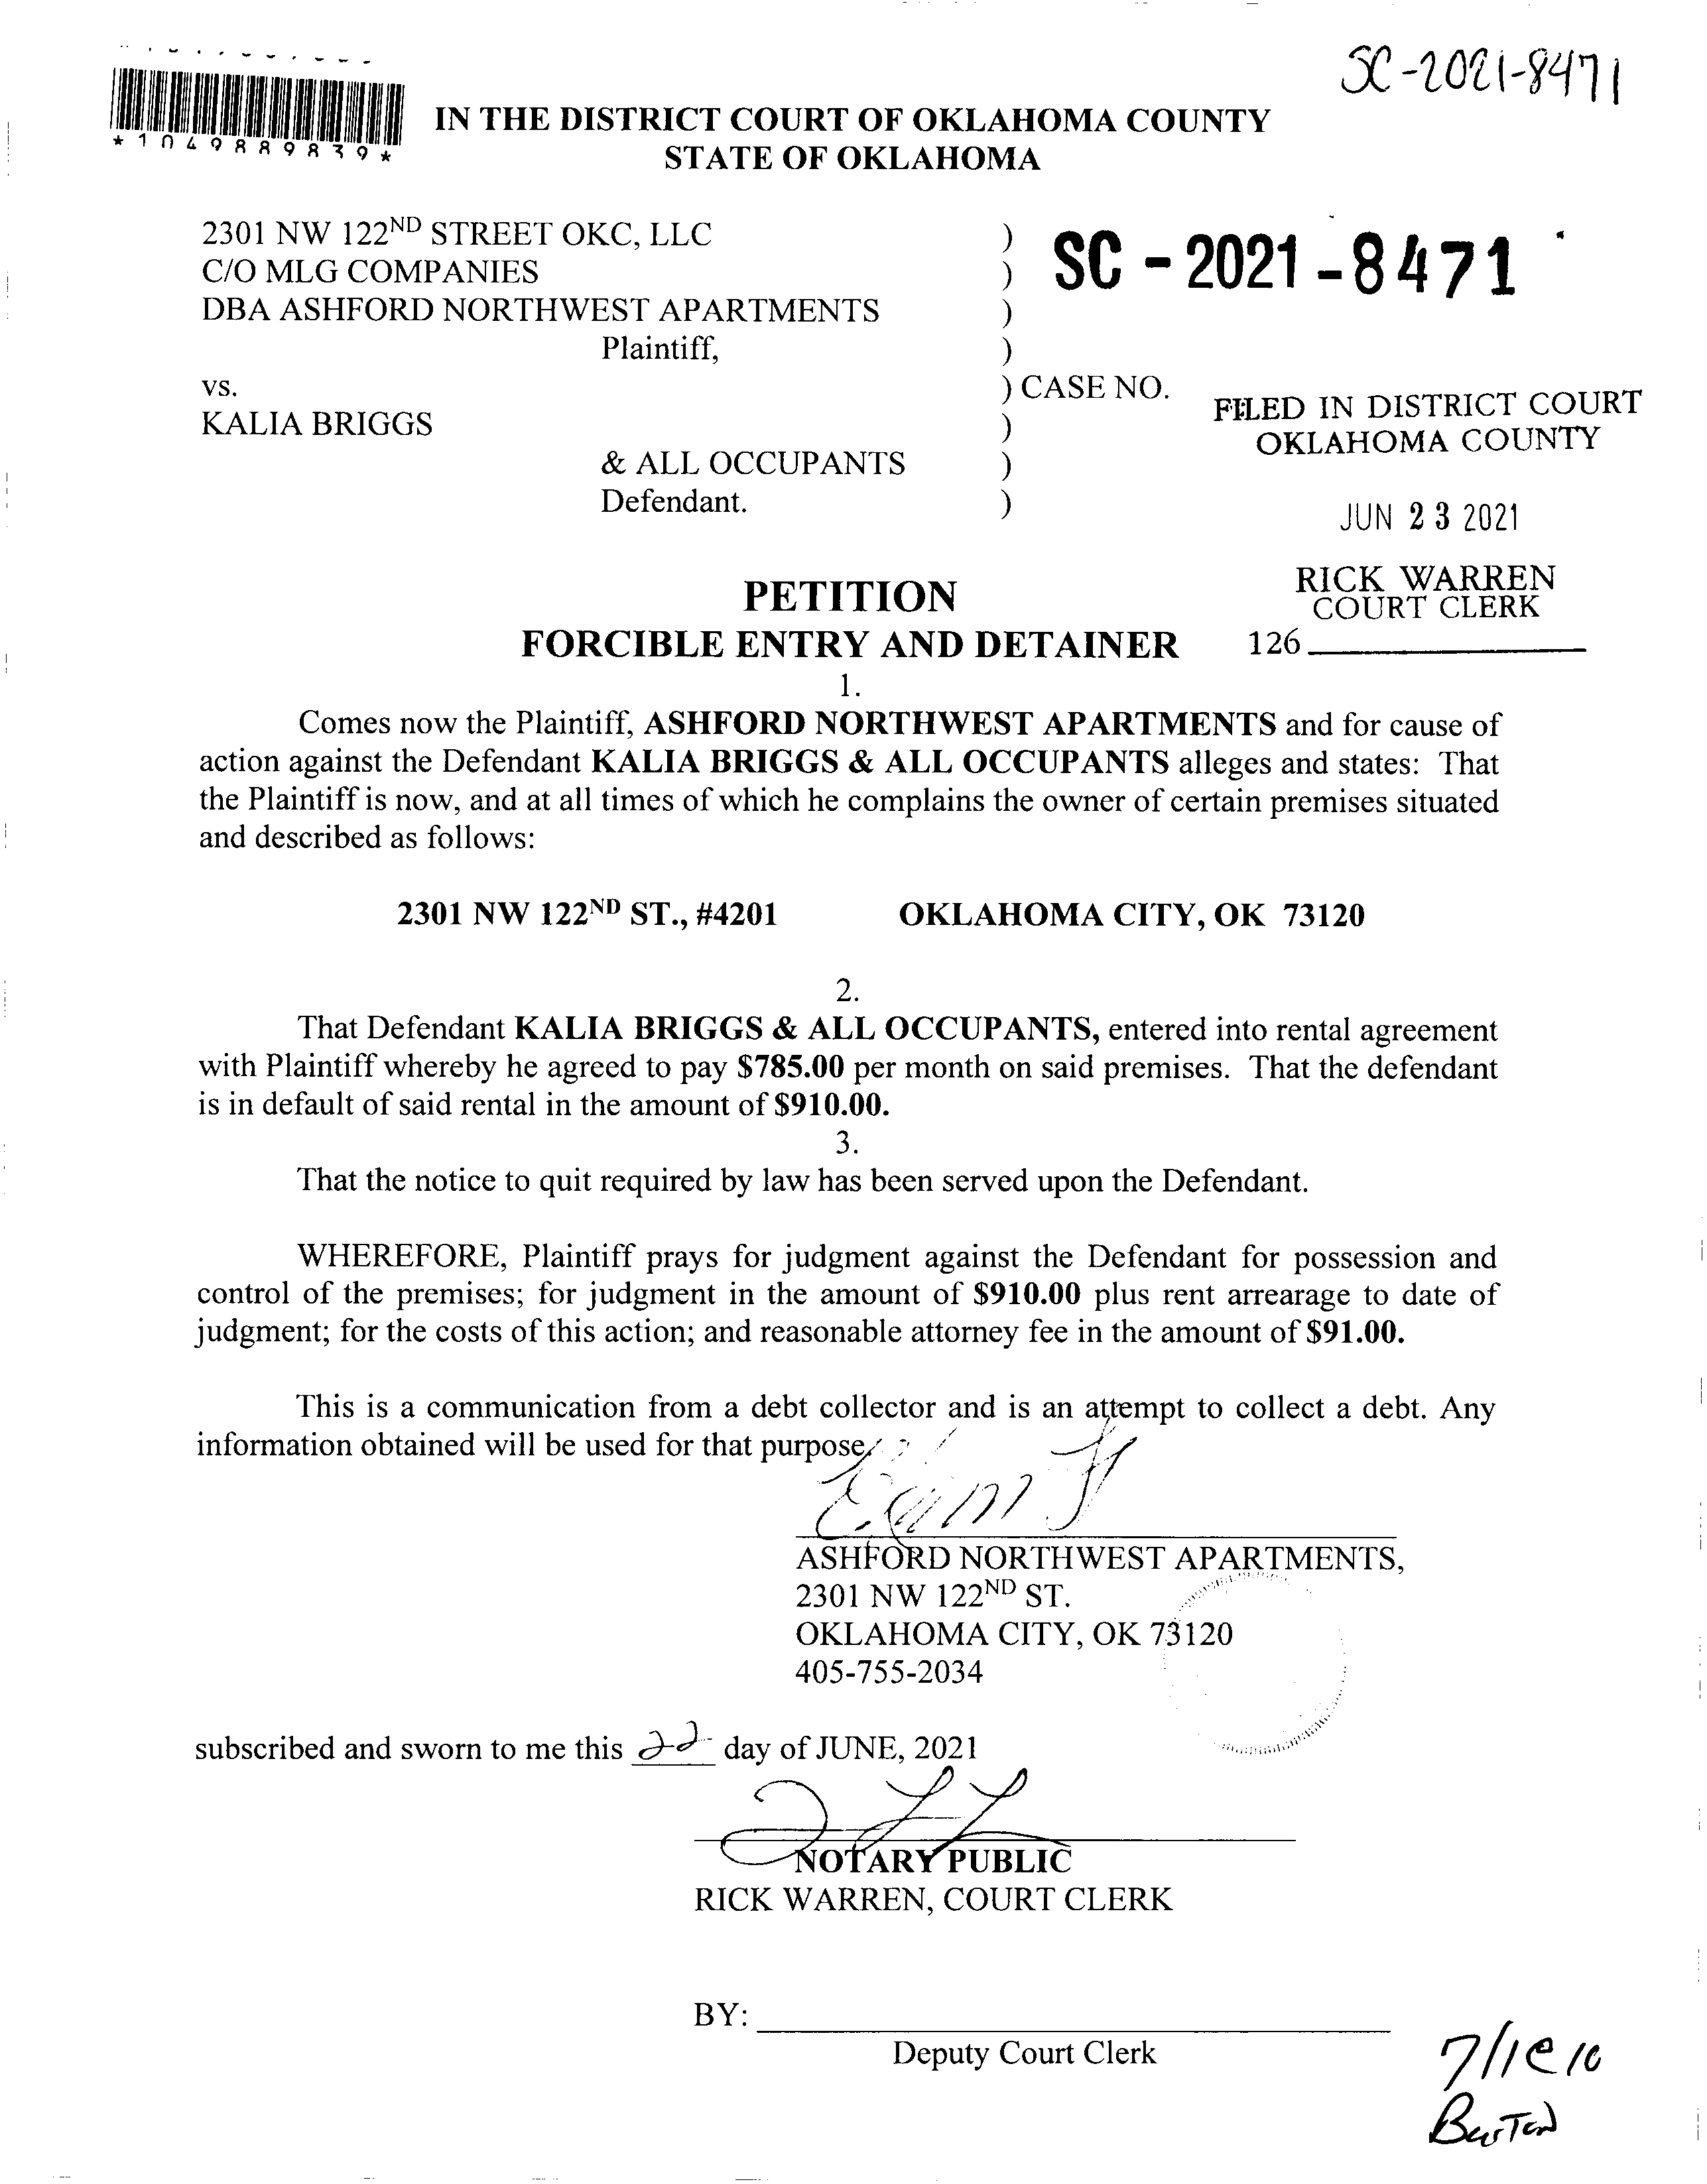 SC-2021-8471
*1049889839*
IN THE DISTRICT COURT OF OKLAHOMA COUNTY
STATE OF OKLAHOMA
2301 NW 122ND STREET OKC, LLC )
C/O MLG COMPANIES )
DBA ASHFORD NORTHWEST APARTMENTS )
SC - 2021 - 8471
Plaintiff, )
vs. ) CASE NO.
KALIA BRIGGS )
& ALL OCCUPANTS )
Defendant. )
FILED IN DISTRICT COURT
OKLAHOMA COUNTY
JUN 23 2021
RICK WARREN
COURT CLERK
126
PETITION
FORCIBLE ENTRY AND DETAINER
1.
Comes now the Plaintiff, ASHFORD NORTHWEST APARTMENTS and for cause of
action against the Defendant KALIA BRIGGS & ALL OCCUPANTS alleges and states: That
the Plaintiff is now, and at all times of which he complains the owner of certain premises situated
and described as follows:
2301 NW 122ND ST., #4201 OKLAHOMA CITY, OK 73120
2.
That Defendant KALIA BRIGGS & ALL OCCUPANTS, entered into rental agreement
with Plaintiff whereby he agreed to pay $785.00 per month on said premises. That the defendant
is in default of said rental in the amount of $910.00.
3.
That the notice to quit required by law has been served upon the Defendant.
WHEREFORE, Plaintiff prays for judgment against the Defendant for possession and
control of the premises; for judgment in the amount of $910.00 plus rent arrearage to date of
judgment; for the costs of this action; and reasonable attorney fee in the amount of $91.00.
This is a communication from a debt collector and is an attempt to collect a debt. Any
information obtained will be used for that purpose
ASHFORD NORTHWEST APARTMENTS,
2301 NW 122ND ST.
OKLAHOMA CITY, OK 73120
405-755-2034
subscribed and sworn to me this 22 day of JUNE, 2021
NOTARY PUBLIC
RICK WARREN, COURT CLERK
BY:
Deputy Court Clerk
7/1@10
Burton